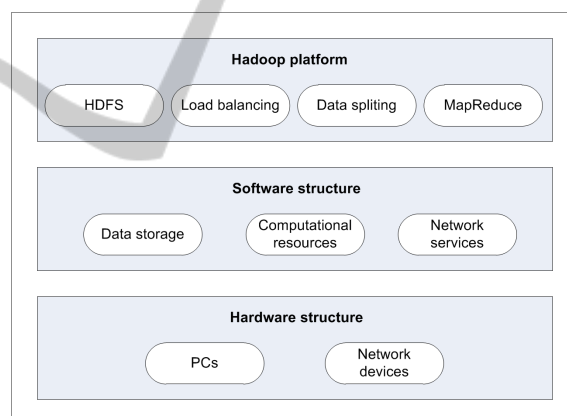 Hadoop platform
HDFS
Load balancing
Data spliting
MapReduce
Software structure
Data storage
Computational
resources
Network
services
Hardware structure
PCs
Network
devices